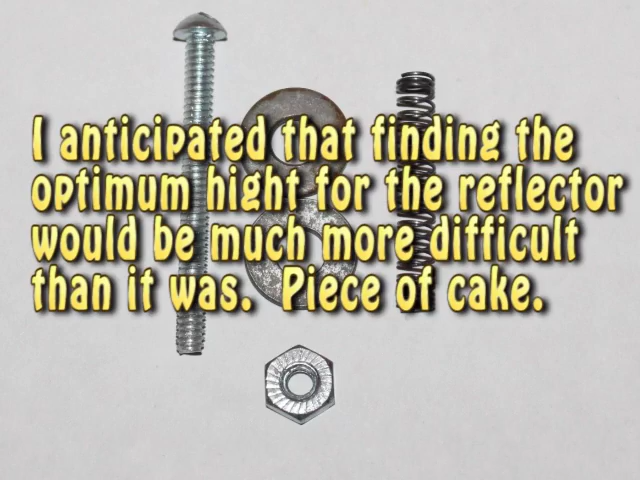 I anticipated that finding the
optimum hight for the reflector
would be much more difficult
than it was. Piece of cake.